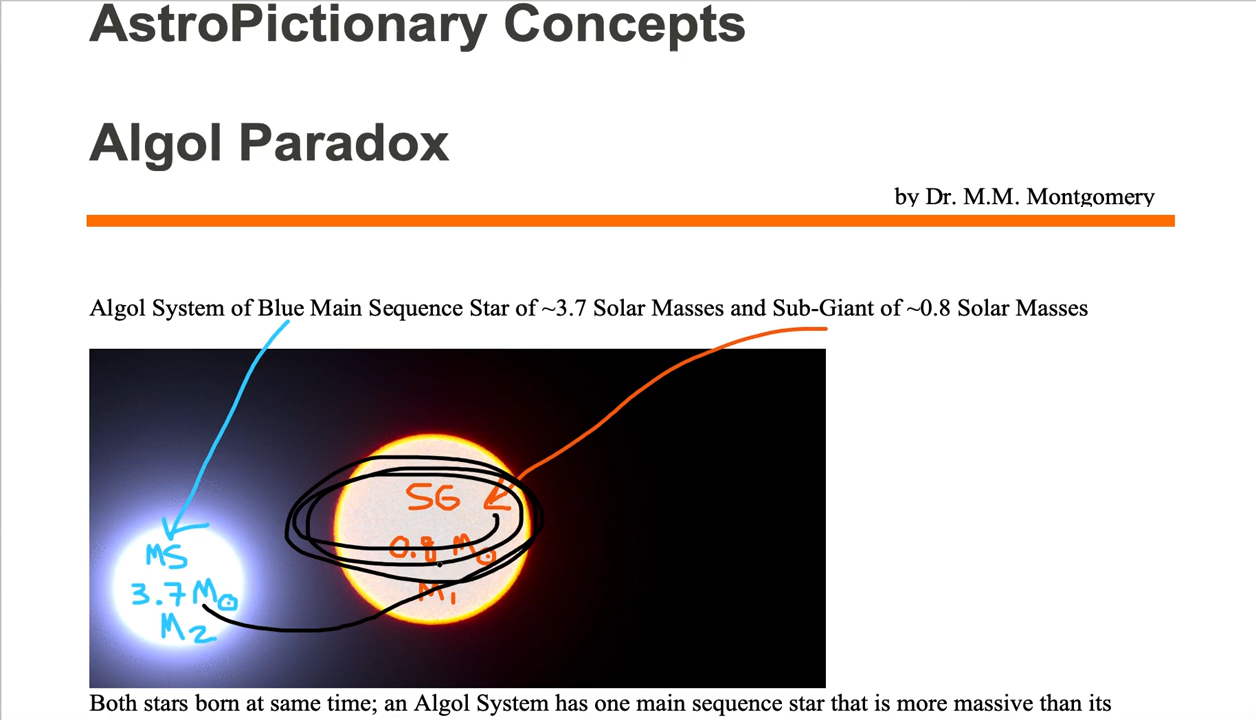 AstroPictionary Concepts
Algol Paradox
by Dr. M.M. Montgomery
Algol System of Blue Main Sequence Star of ~3.7 Solar Masses and Sub-Giant of ~0.8 Solar Masses
SG
0.8 M☉
M1
MS
3.7 M☉
M2
Both stars born at same time; an Algol System has one main sequence star that is more massive than its